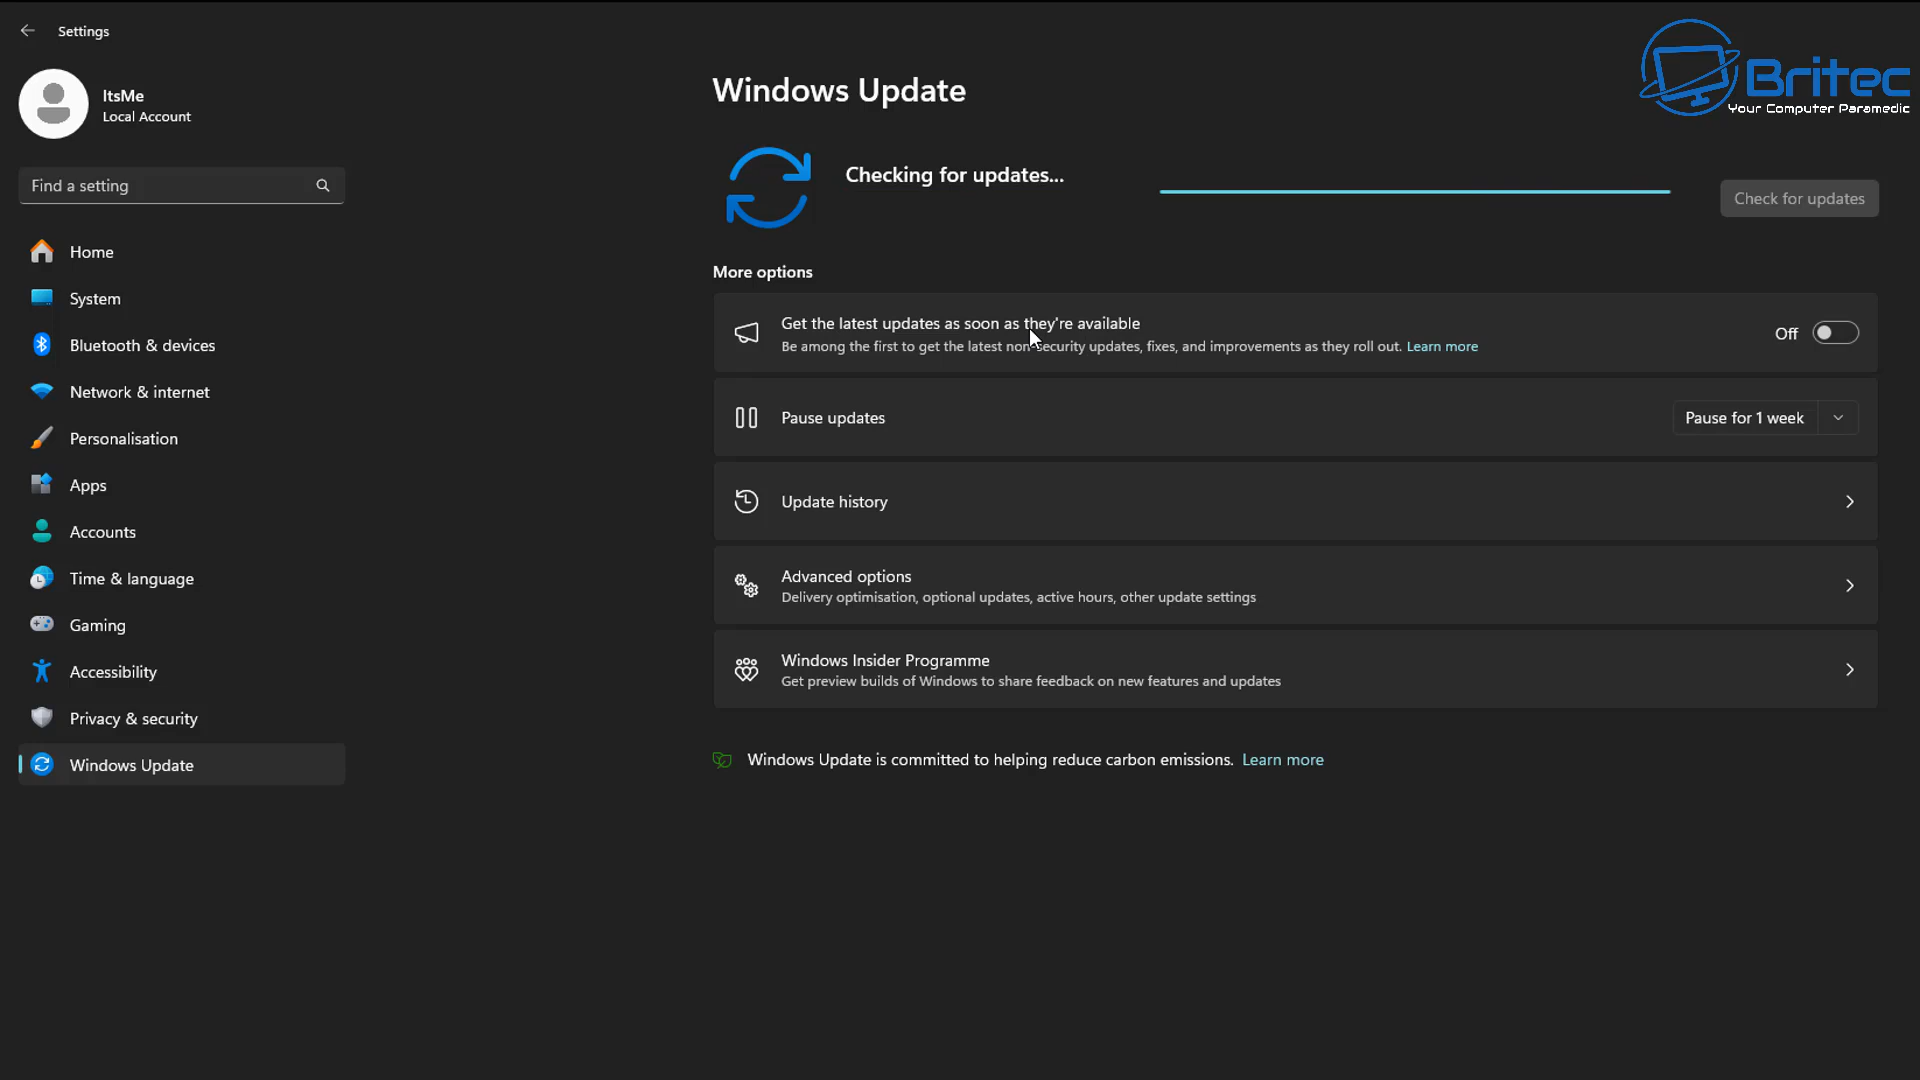 Settings
Britec
Your Computer Paramedic
ItsMe
Local Account
Find a setting
Home
System
Bluetooth & devices
Network & internet
Personalisation
Apps
Accounts
Time & language
Gaming
Accessibility
Privacy & security
Windows Update
Windows Update
Checking for updates...
Check for updates
More options
Get the latest updates as soon as they're available
Be among the first to get the latest non-security updates, fixes, and improvements as they roll out. Learn more
Off
Pause updates
Pause for 1 week
Update history
Advanced options
Delivery optimisation, optional updates, active hours, other update settings
Windows Insider Programme
Get preview builds of Windows to share feedback on new features and updates
Windows Update is committed to helping reduce carbon emissions. Learn more